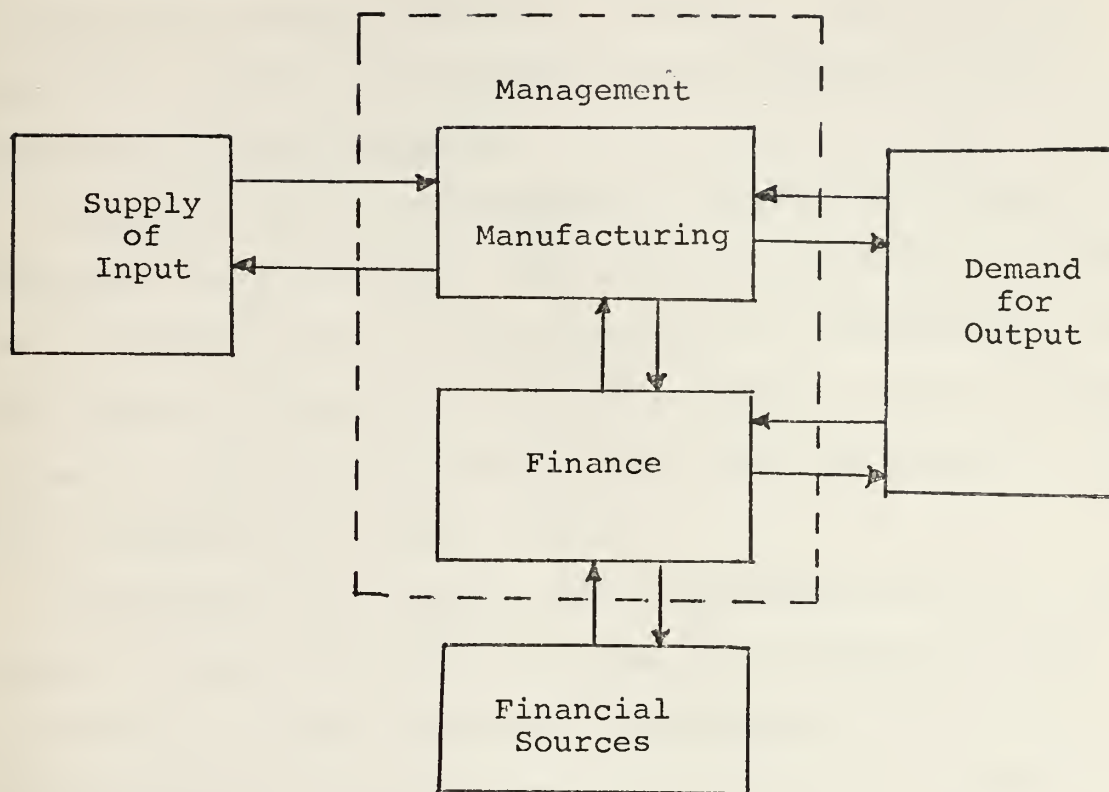 Management
Supply
of
Input
Manufacturing
Demand
for
Output
Finance
Financial
Sources